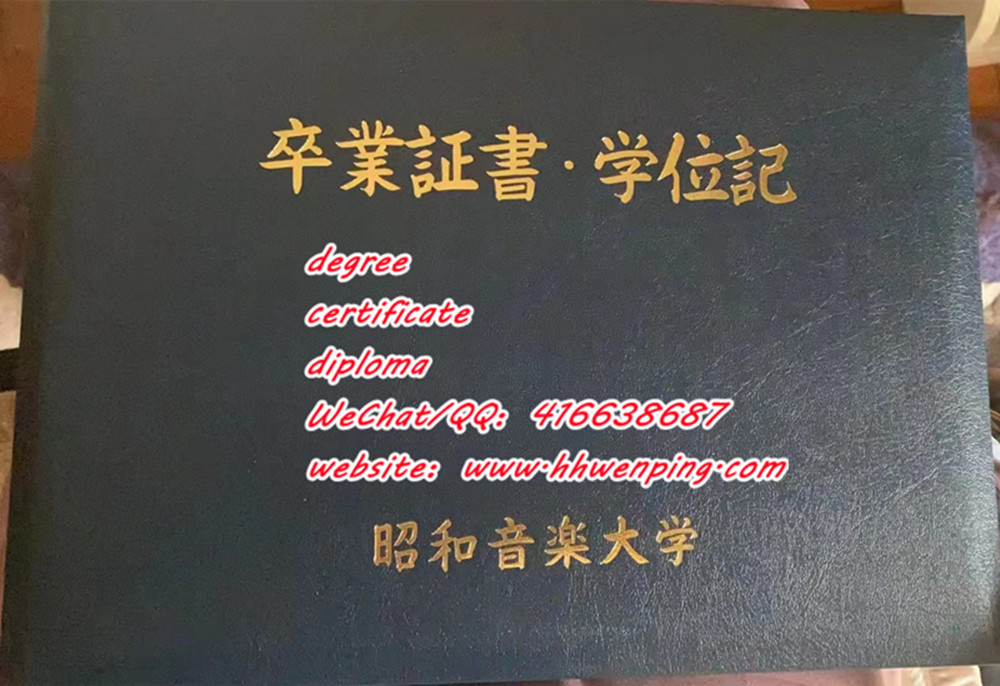 卒業証書・学位記
degree
certificate
diploma
WeChat/QQ: 416638687
website: www.hhwenping.com
昭和音楽大学